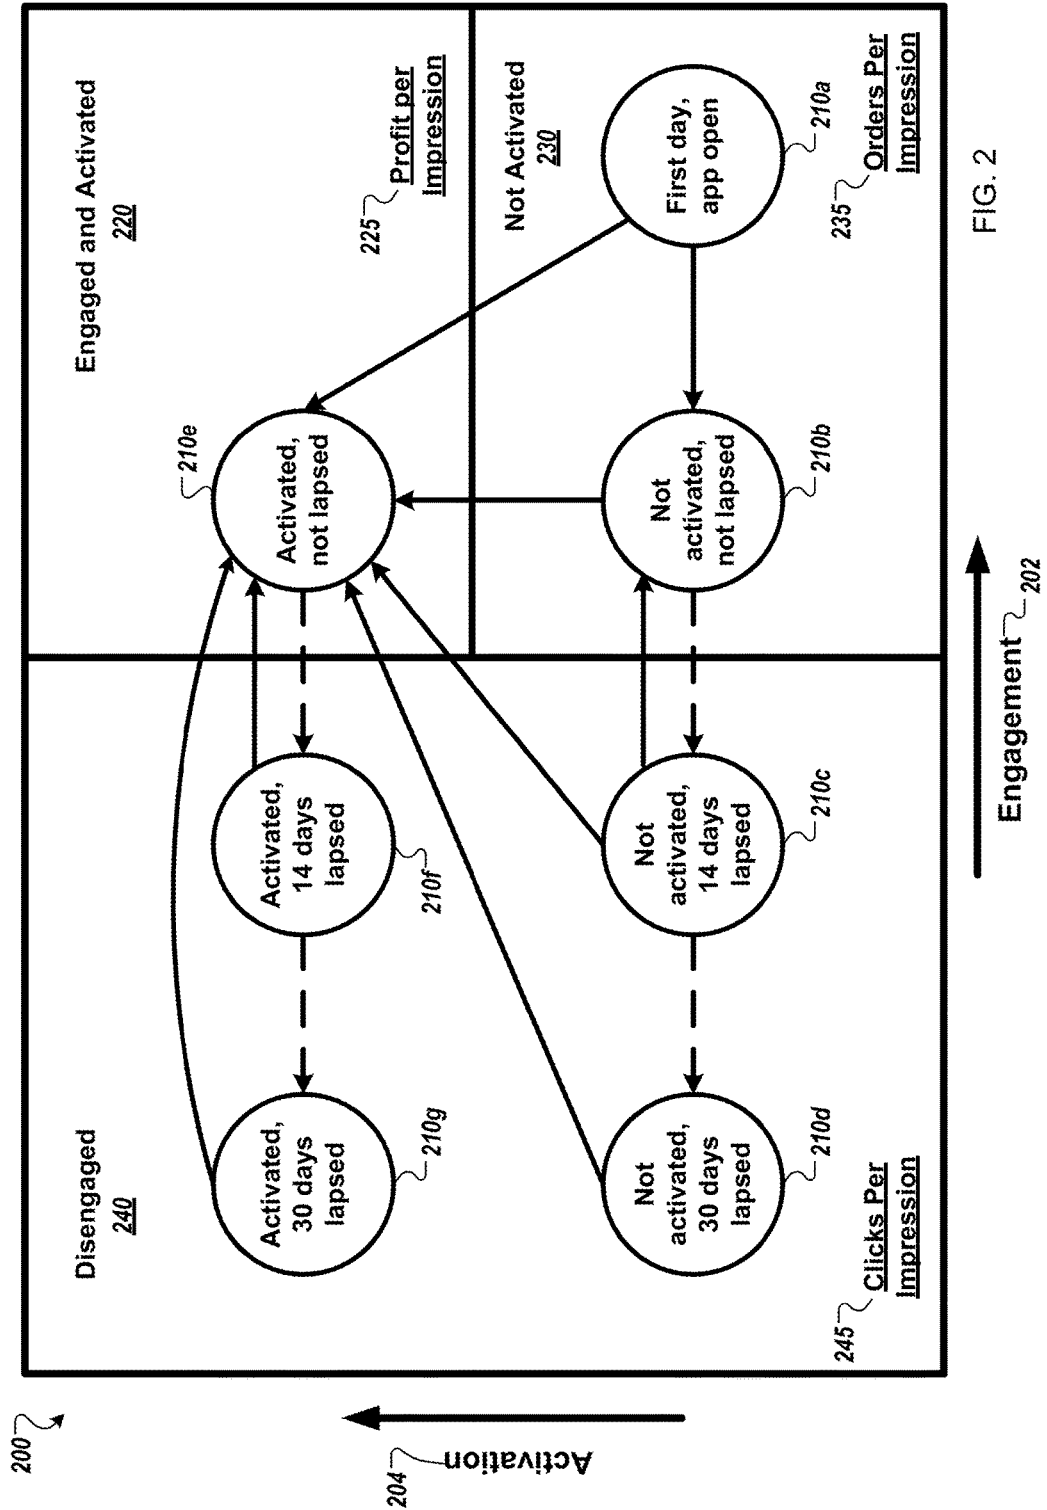 200
Disengaged
240
Engaged and Activated
220
Activated,
30 days
lapsed
210g
Activated,
14 days
lapsed
210f
Activated,
not lapsed
210e
225
Profit per
Impression
Not Activated
230
Not
activated,
30 days
lapsed
210d
Not
activated,
14 days
lapsed
210c
Not
activated,
not lapsed
210b
First day,
app open
210a
245
Clicks Per
Impression
235
Orders Per
Impression
Activation
204
Engagement
202
FIG. 2